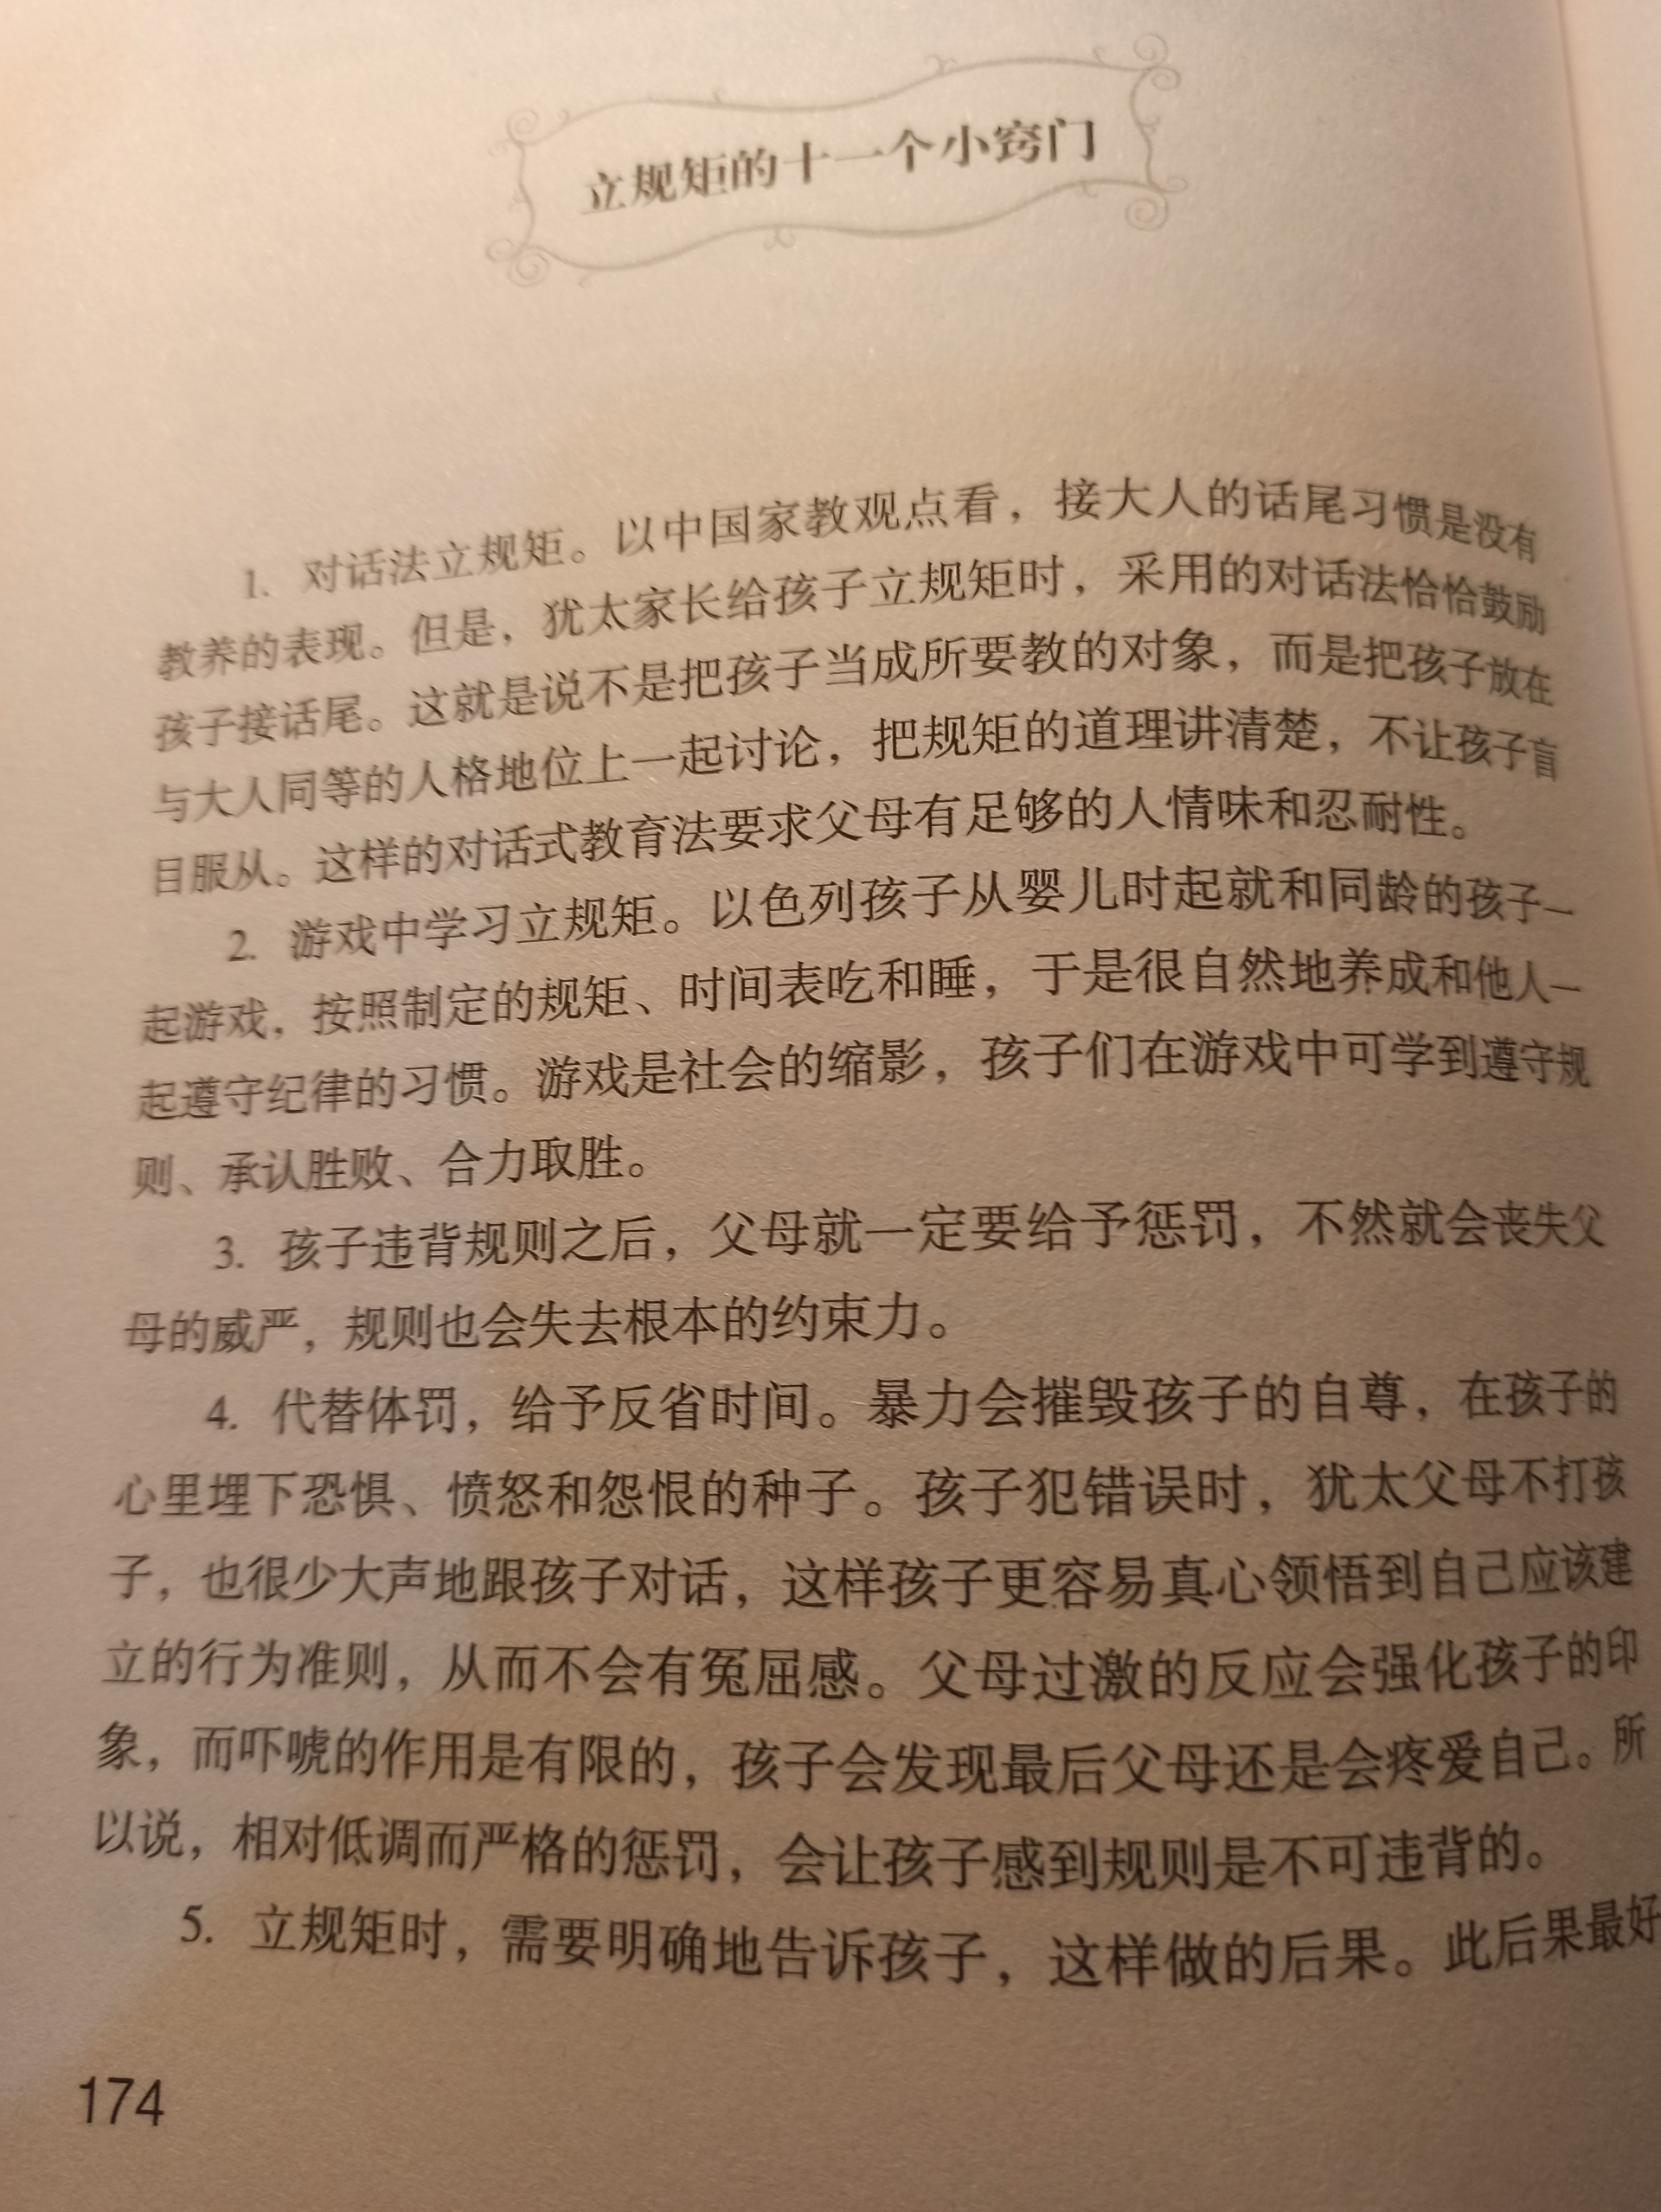 立规矩的十一个小窍门
1. 对话法立规矩。以中国家教观点看，接大人的话尾习惯是没有
教养的表现。但是，犹太家长给孩子立规矩时，采用的对话法恰恰鼓励
孩子接话尾。这就是说不是把孩子当成所要教的对象，而是把孩子放在
与大人同等的人格地位上一起讨论，把规矩的道理讲清楚，不让孩子盲
目服从。这样的对话式教育法要求父母有足够的人情味和忍耐性。
2. 游戏中学习立规矩。以色列孩子从婴儿时起就和同龄的孩子一
起游戏，按照制定的规矩、时间表吃和睡，于是很自然地养成和他人一
起遵守纪律的习惯。游戏是社会的缩影，孩子们在游戏中可学到遵守规
则、承认胜败、合力取胜。
3. 孩子违背规则之后，父母就一定要给予惩罚，不然就会丧失父
母的威严，规则也会失去根本的约束力。
4. 代替体罚，给予反省时间。暴力会摧毁孩子的自尊，在孩子的
心里埋下恐惧、愤怒和怨恨的种子。孩子犯错误时，犹太父母不打孩
子，也很少大声地跟孩子对话，这样孩子更容易真心领悟到自己应该建
立的行为准则，从而不会有冤屈感。父母过激的反应会强化孩子的印
象，而吓唬的作用是有限的，孩子会发现最后父母还是会疼爱自己。所
以说，相对低调而严格的惩罚，会让孩子感到规则是不可违背的。
5. 立规矩时，需要明确地告诉孩子，这样做的后果。此后果最好
174